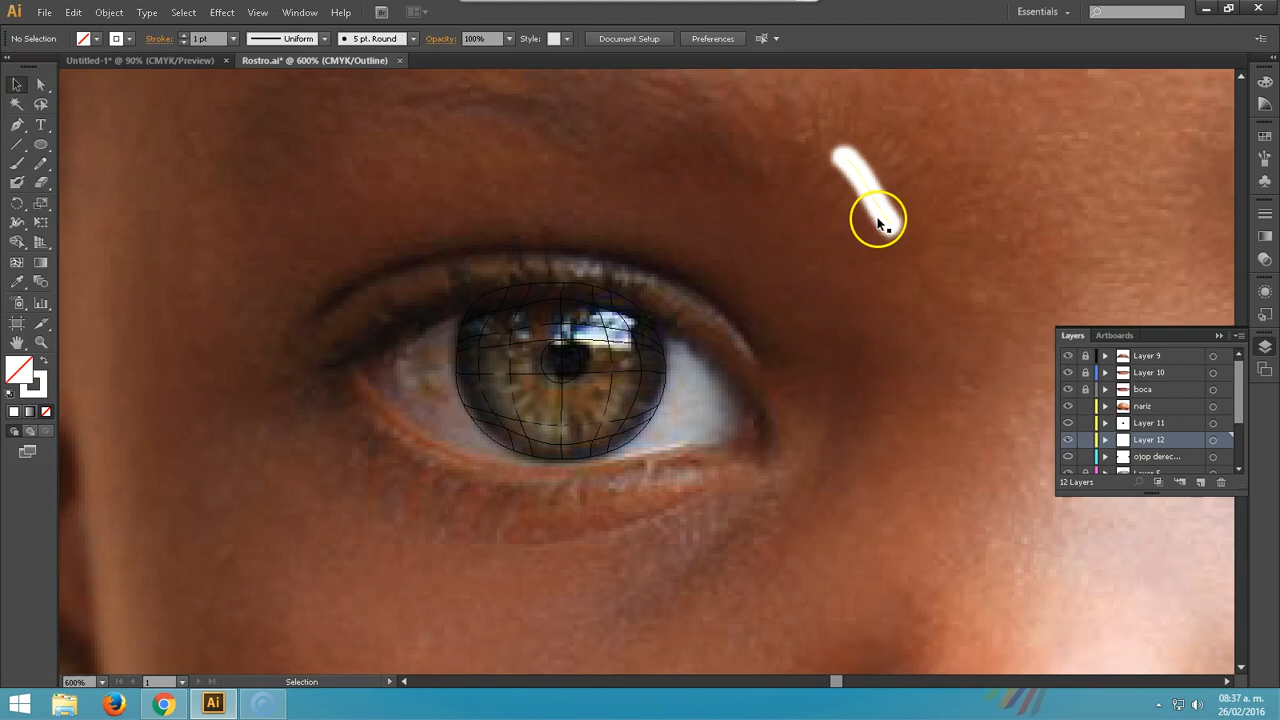 Ai File Edit Object Type Select Effect View Window Help Br Essentials
No Selection Stroke: 1 pt Uniform 5 pt. Round Opacity: 100% Style: Document Setup Preferences
Untitled-1* @ 90% (CMYK/Preview) × Rostro.ai* @ 600% (CMYK/Outline) ×
Layers Artboards
Layer 9
Layer 10
boca
nariz
Layer 11
Layer 12
ojop derec...
12 Layers
600% 1 Selection
Ai 08:37 a. m.
26/02/2016